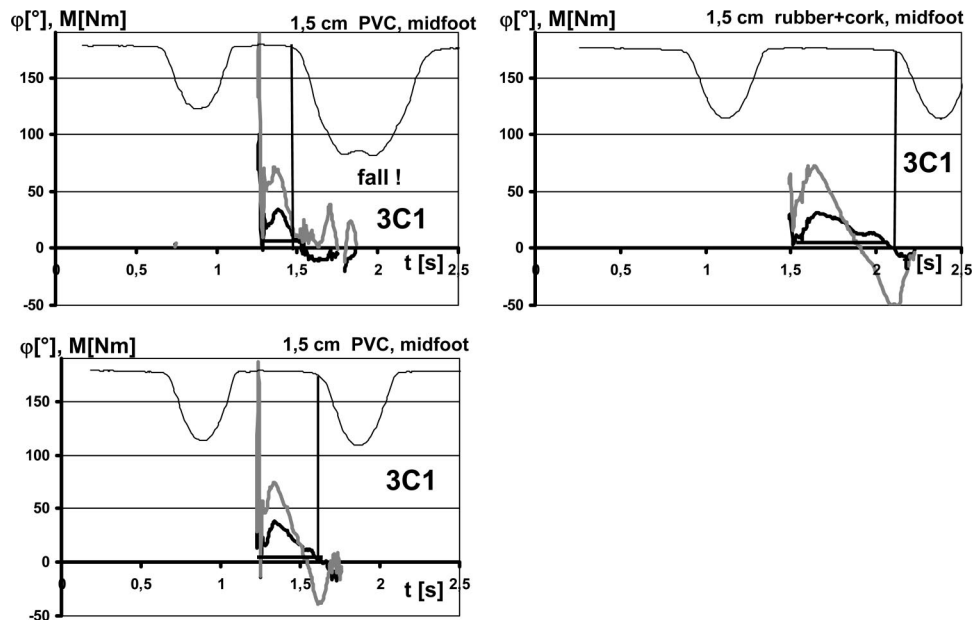 φ[°], M[Nm] 1,5 cm PVC, midfoot
150
100
50
0
-50
0 0,5 1 1,5 2 2,5
fall !
3C1
t [s]
φ[°], M[Nm] 1,5 cm rubber+cork, midfoot
150
100
50
0
-50
0 0,5 1 1,5 2 2.5
3C1
t [s]
φ[°], M[Nm] 1,5 cm PVC, midfoot
150
100
50
0
-50
0 0,5 1 1,5 2 2,5
3C1
t [s]